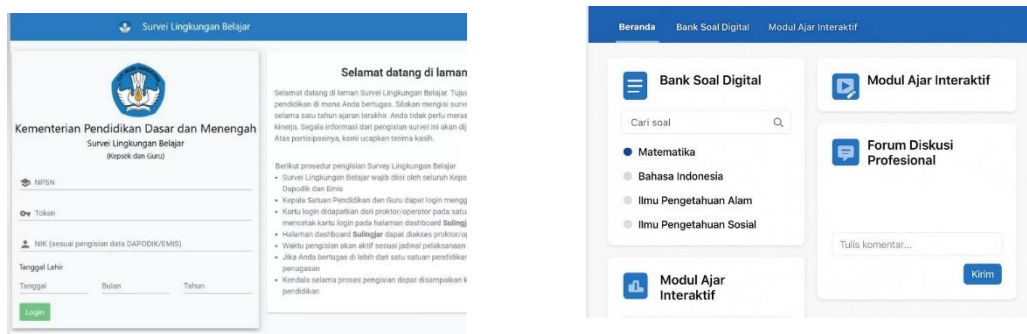 Survei Lingkungan Belajar
Kementerian Pendidikan Dasar dan Menengah
Survei Lingkungan Belajar
(Kepsek dan Guru)
NPSN
Token
NIK (sesuai pengisian data DAPODIK/EMIS)
Tanggal Lahir
Tanggal Bulan Tahun
Login
Selamat datang di laman
Selamat datang di laman Survei Lingkungan Belajar. Tuju
pendidikan di mana Anda bertugas. Silakan mengisi surv
selama satu tahun ajaran terakhir. Anda tidak perlu meras
kinerja. Segala informasi dari pengisian survei ini akan dij
Atas partisipasinya, kami ucapkan terima kasih.
Berikut prosedur pengisian Survey Lingkungan Belajar
• Survei Lingkungan Belajar wajib diisi oleh seluruh Kepa
Dapodik dan Emis
• Kepala Satuan Pendidikan dan Guru dapat login mengg
• Kartu login didapatkan dari proktor/operator pada satu
mencetak kartu login pada halaman dashboard Sulingj
• Halaman dashboard Sulingjar dapat diakses proktor/op
• Waktu pengisian akan aktif sesuai jadwal pelaksanaan
• Jika Anda bertugas di lebih dari satu satuan pendidikan
penugasan
• Kendala selama proses pengisian dapat disampaikan k
pendidikan
Beranda Bank Soal Digital Modul Ajar Interaktif
Bank Soal Digital
Cari soal
Matematika
Bahasa Indonesia
Ilmu Pengetahuan Alam
Ilmu Pengetahuan Sosial
Modul Ajar
Interaktif
Modul Ajar Interaktif
Forum Diskusi
Profesional
Tulis komentar...
Kirim